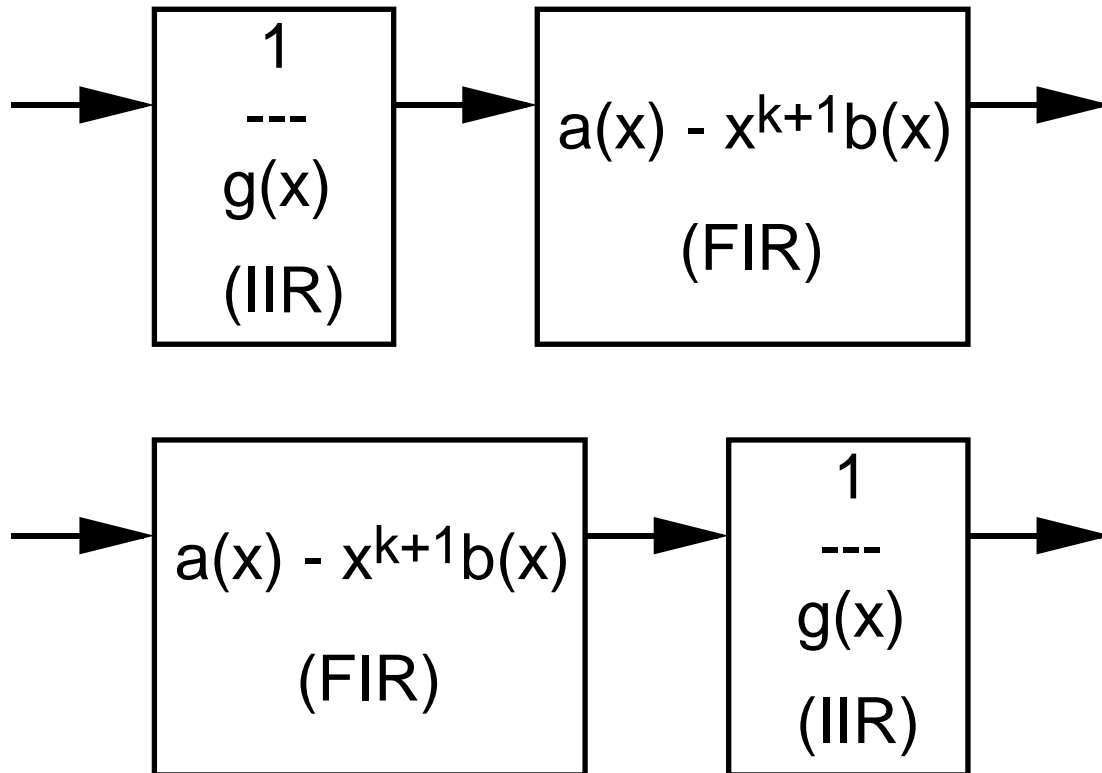 1
---
g(x)
(IIR)
a(x) - x^{k+1}b(x)
(FIR)
a(x) - x^{k+1}b(x)
(FIR)
1
---
g(x)
(IIR)